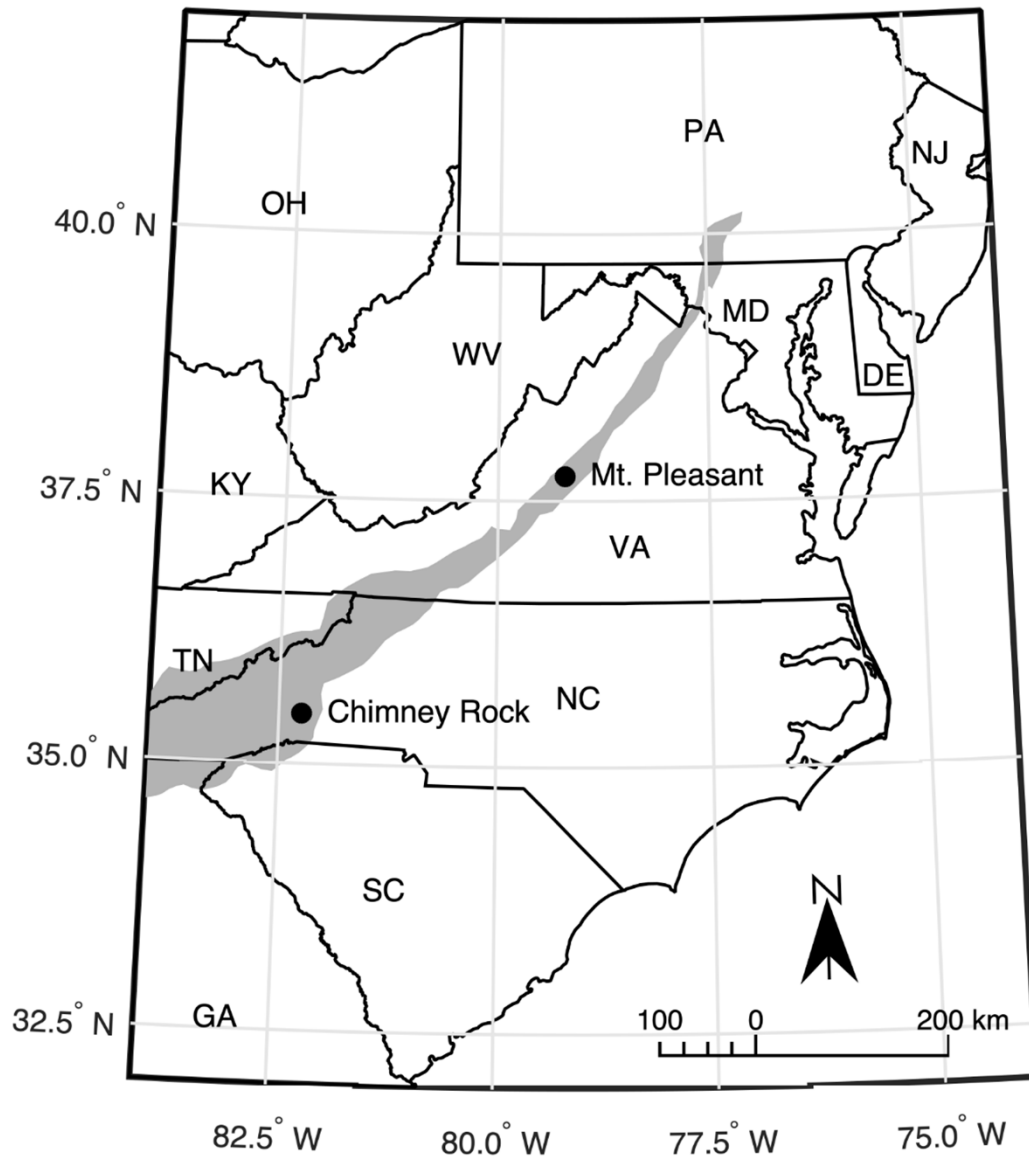 PA
NJ
OH
40.0° N
MD
WV
DE
KY
37.5° N
Mt. Pleasant
VA
TN
NC
Chimney Rock
35.0° N
SC
N
GA
32.5° N
100 0 200 km
82.5° W 80.0° W 77.5° W 75.0° W